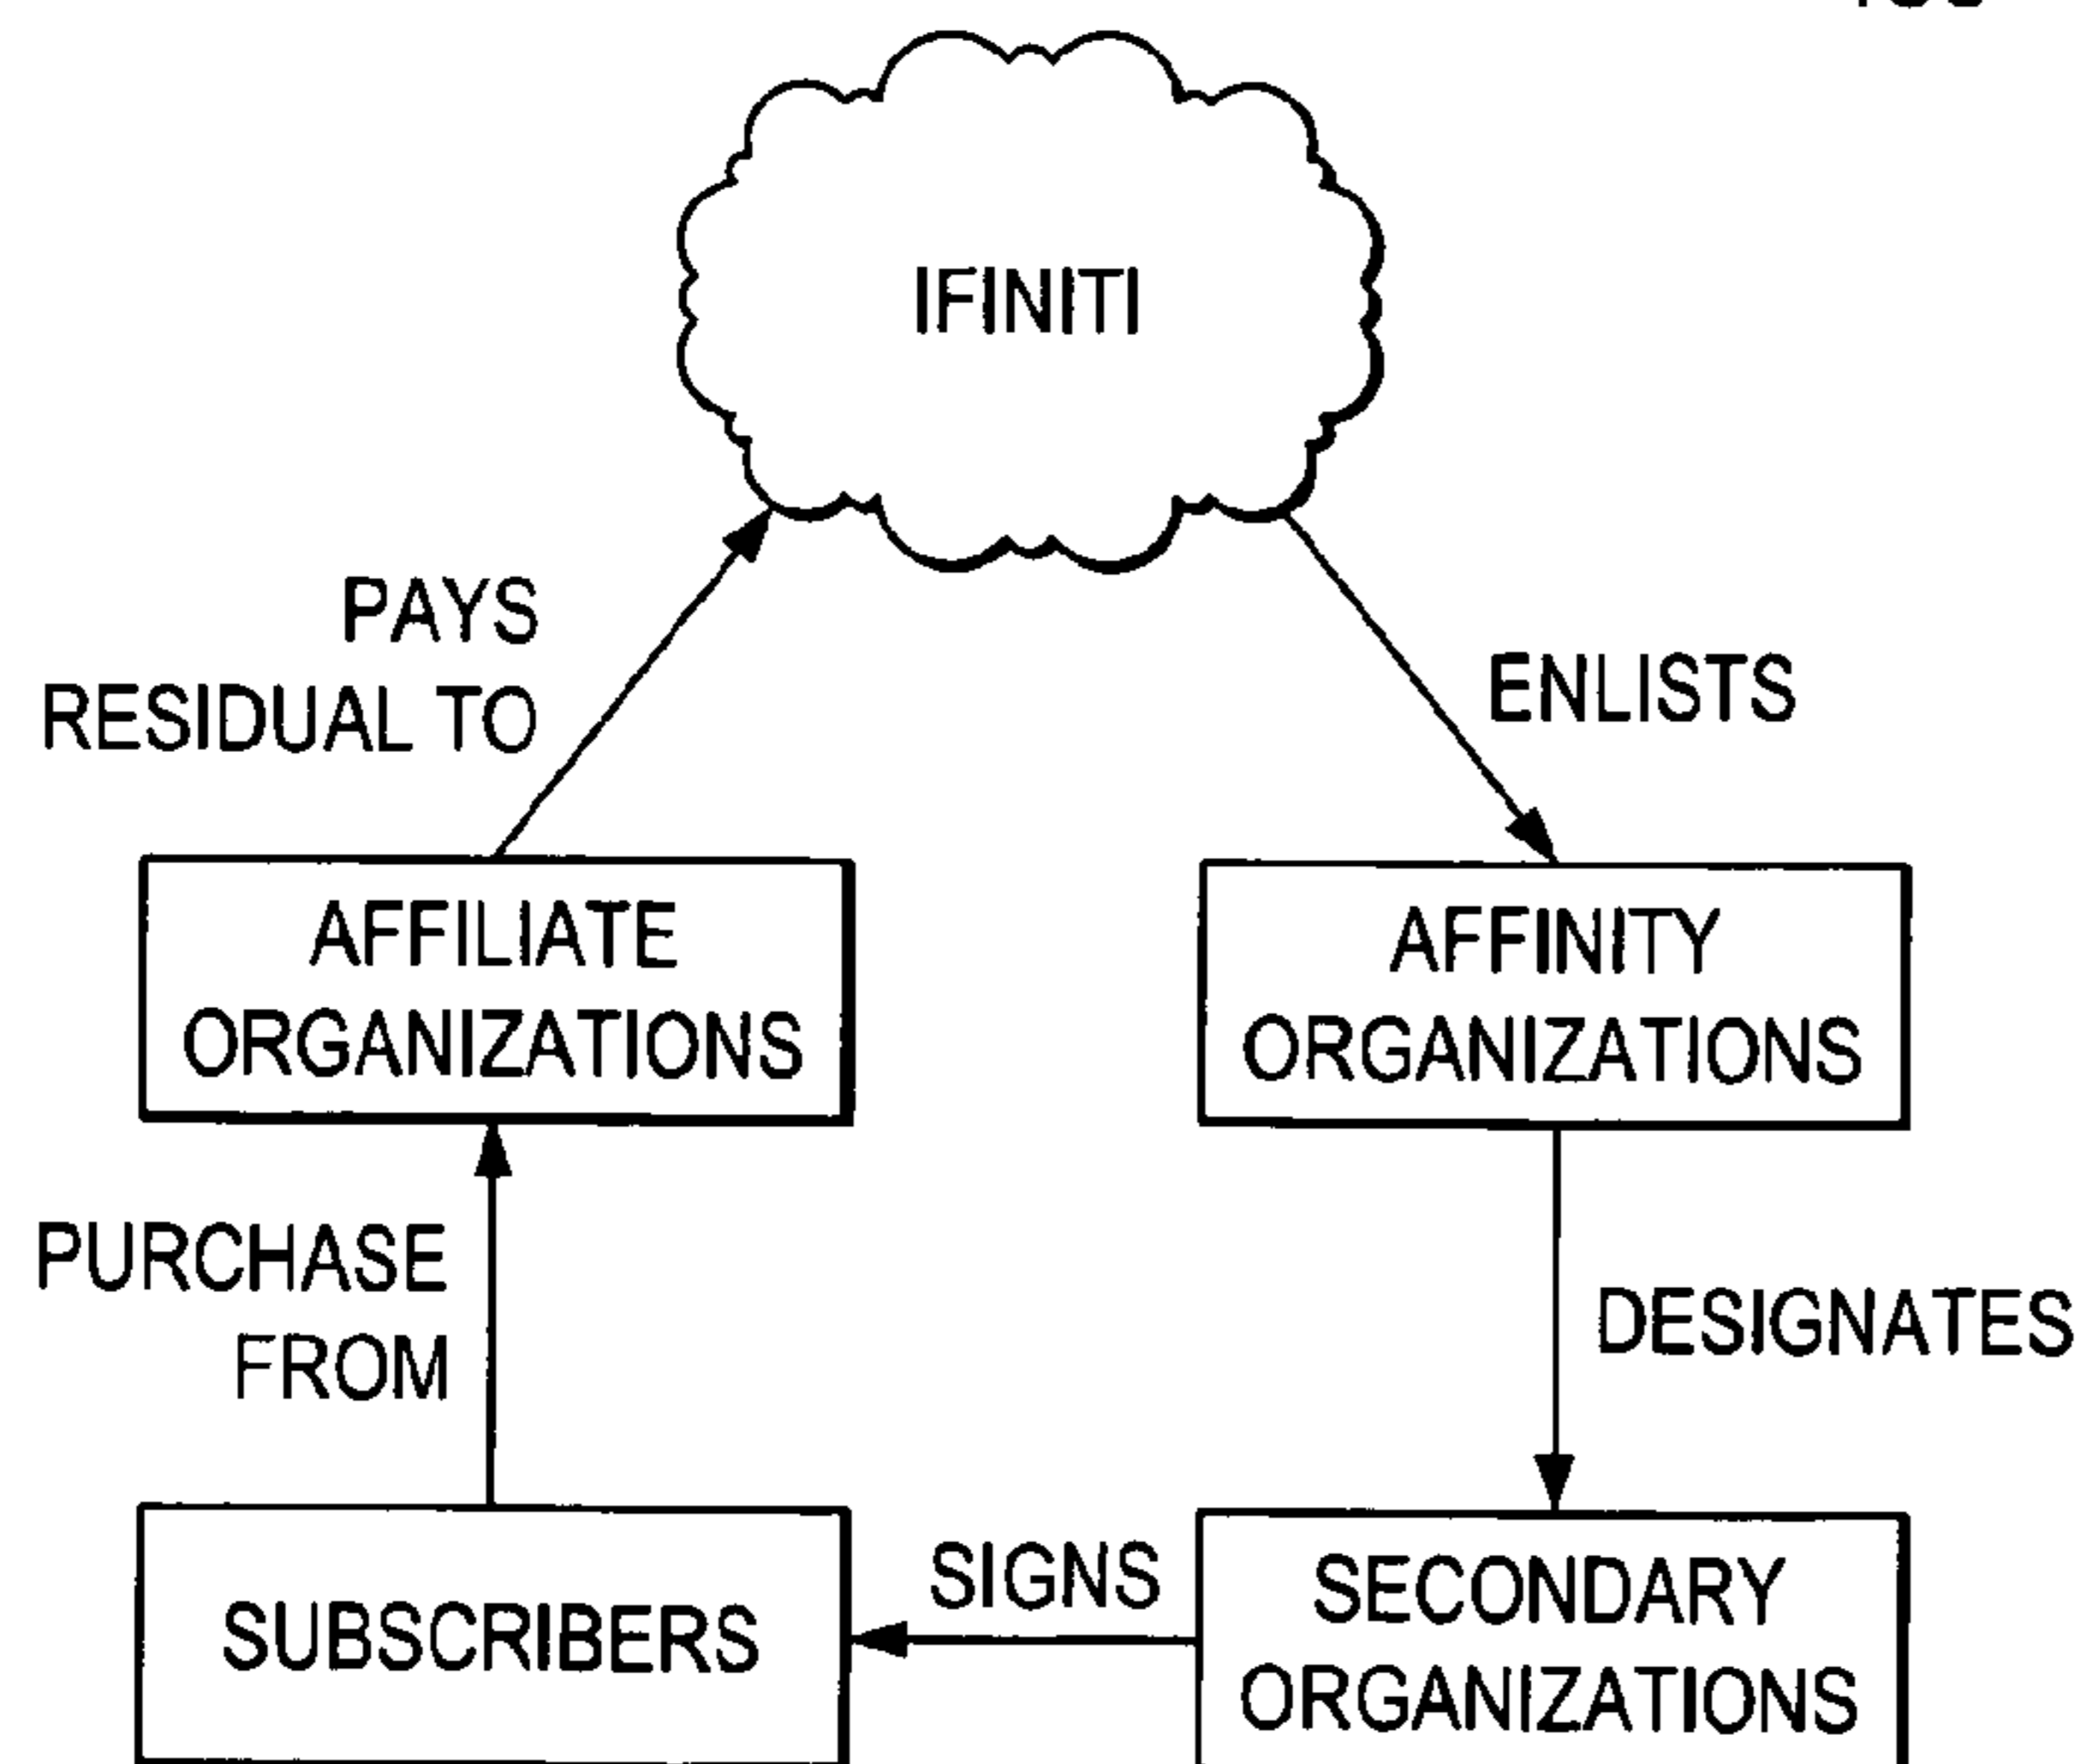 IFINITI
PAYS
RESIDUAL TO
ENLISTS
AFFILIATE
ORGANIZATIONS
AFFINITY
ORGANIZATIONS
PURCHASE
FROM
DESIGNATES
SUBSCRIBERS
SIGNS
SECONDARY
ORGANIZATIONS